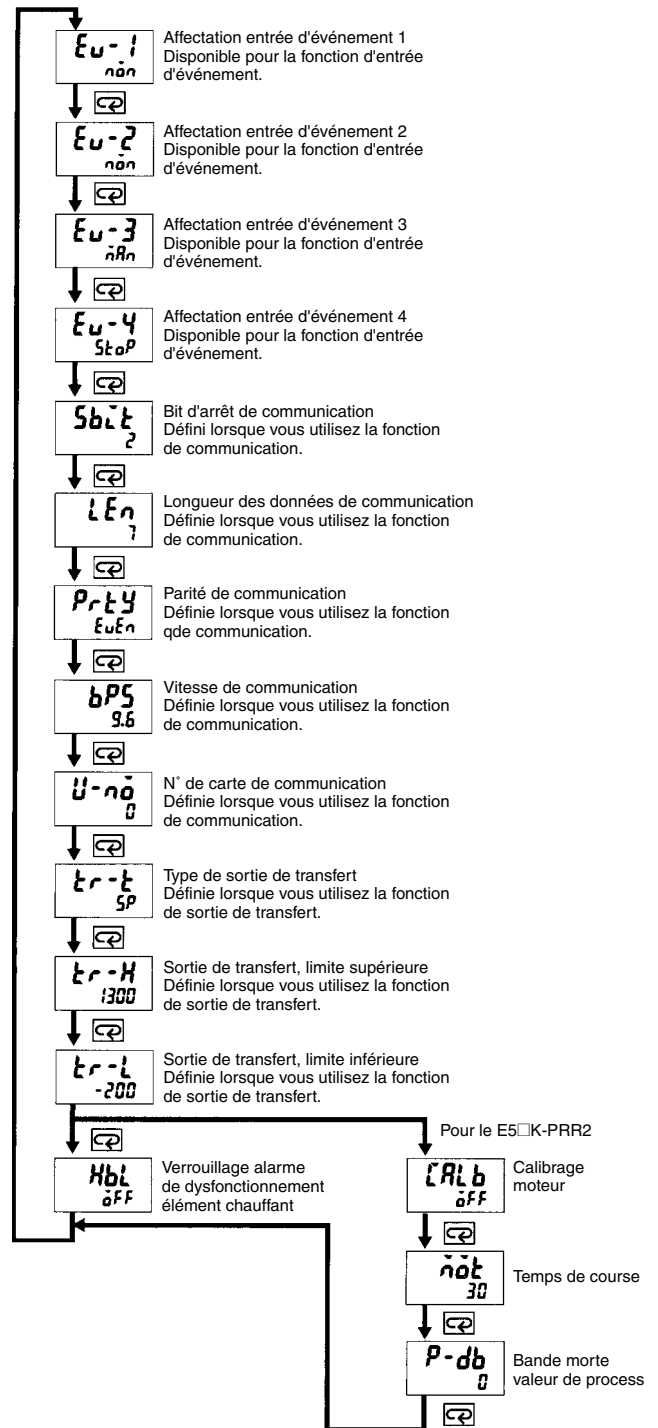 Eu-1
non
Affectation entrée d'événement 1
Disponible pour la fonction d'entrée
d'événement.
Eu-2
non
Affectation entrée d'événement 2
Disponible pour la fonction d'entrée
d'événement.
Eu-3
mAn
Affectation entrée d'événement 3
Disponible pour la fonction d'entrée
d'événement.
Eu-4
StoP
Affectation entrée d'événement 4
Disponible pour la fonction d'entrée
d'événement.
Sbit
2
Bit d'arrêt de communication
Défini lorsque vous utilisez la fonction
de communication.
LEn
7
Longueur des données de communication
Définie lorsque vous utilisez la fonction
de communication.
PrtY
EuEn
Parité de communication
Définie lorsque vous utilisez la fonction
qde communication.
bPS
9.6
Vitesse de communication
Définie lorsque vous utilisez la fonction
de communication.
U-no
0
N° de carte de communication
Définie lorsque vous utilisez la fonction
de communication.
tr-t
SP
Type de sortie de transfert
Définie lorsque vous utilisez la fonction
de sortie de transfert.
tr-H
1300
Sortie de transfert, limite supérieure
Définie lorsque vous utilisez la fonction
de sortie de transfert.
tr-L
-200
Sortie de transfert, limite inférieure
Définie lorsque vous utilisez la fonction
de sortie de transfert.
HbL
oFF
Verrouillage alarme
de dysfonctionnement
élément chauffant
Pour le E5□K-PRR2
CALb
oFF
Calibrage
moteur
mot
30
Temps de course
P-db
0
Bande morte
valeur de process